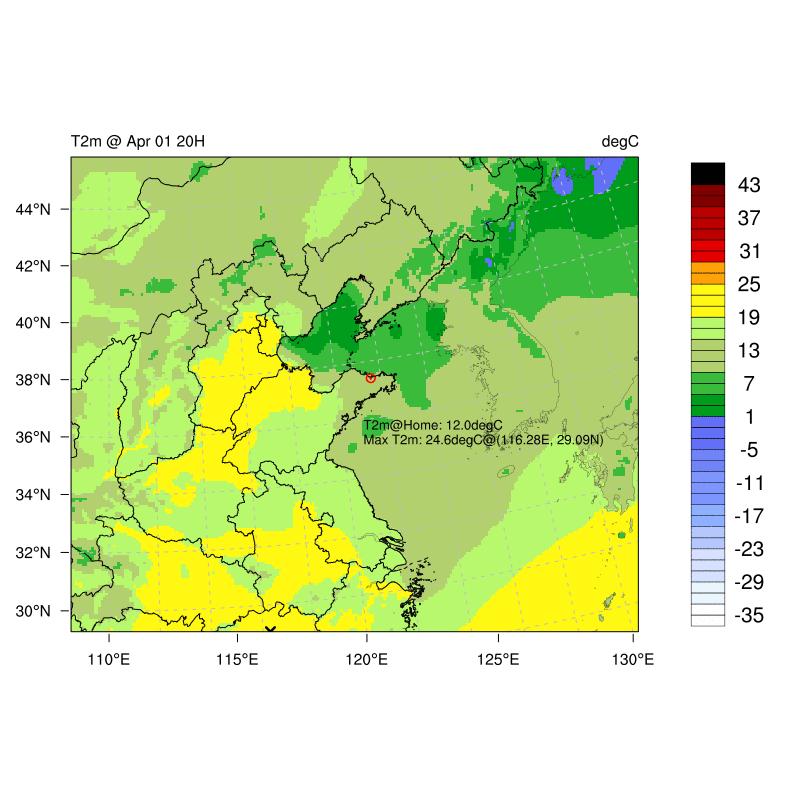 T2m @ Apr 01 20H
degC
44°N
42°N
40°N
38°N
36°N
34°N
32°N
30°N
110°E
115°E
120°E
125°E
130°E
T2m@Home: 12.0degC
Max T2m: 24.6degC@(116.28E, 29.09N)
43
37
31
25
19
13
7
1
-5
-11
-17
-23
-29
-35